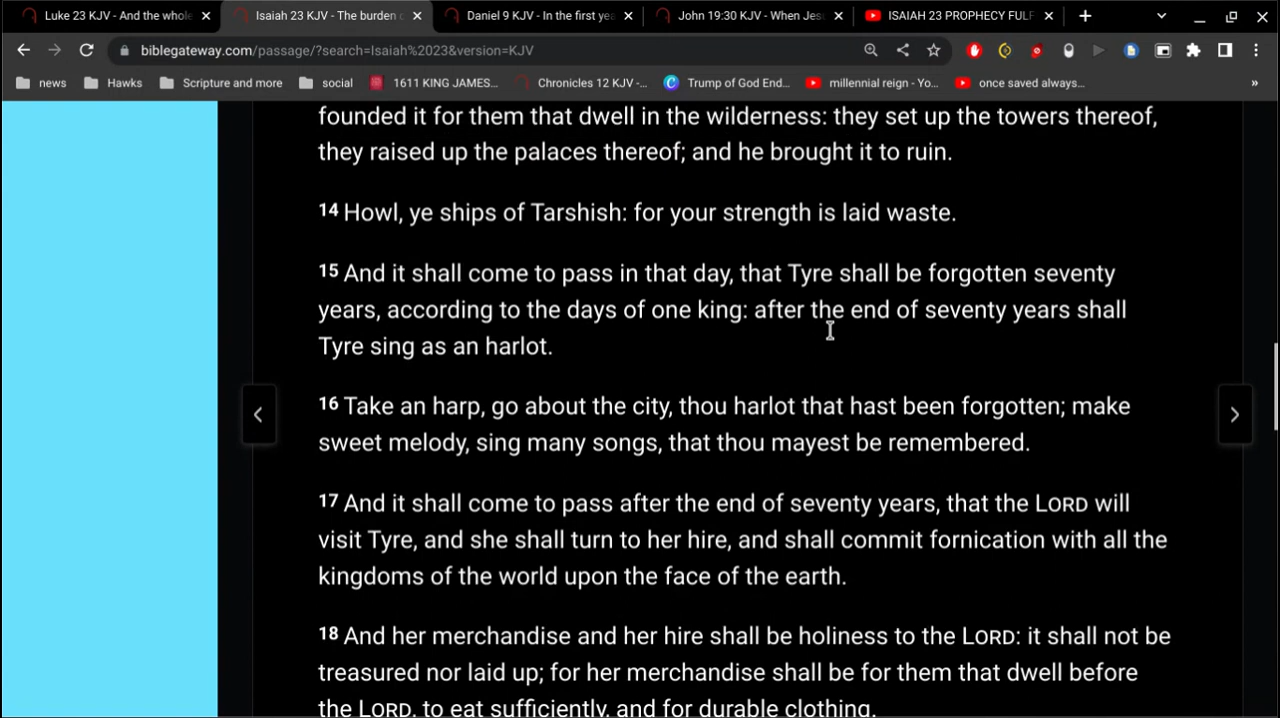 Luke 23 KJV - And the whole
Isaiah 23 KJV - The burden o
Daniel 9 KJV - In the first yea
John 19:30 KJV - When Jesu
ISAIAH 23 PROPHECY FULF
biblegateway.com/passage/?search=Isaiah%2023&version=KJV
news
Hawks
Scripture and more
social
1611 KING JAMES...
Chronicles 12 KJV -...
Trump of God End...
millennial reign - Yo...
once saved always...
»
founded it for them that dwell in the wilderness: they set up the towers thereof,
they raised up the palaces thereof; and he brought it to ruin.
14 Howl, ye ships of Tarshish: for your strength is laid waste.
15 And it shall come to pass in that day, that Tyre shall be forgotten seventy
years, according to the days of one king: after the end of seventy years shall
Tyre sing as an harlot.
16 Take an harp, go about the city, thou harlot that hast been forgotten; make
sweet melody, sing many songs, that thou mayest be remembered.
17 And it shall come to pass after the end of seventy years, that the LORD will
visit Tyre, and she shall turn to her hire, and shall commit fornication with all the
kingdoms of the world upon the face of the earth.
18 And her merchandise and her hire shall be holiness to the LORD: it shall not be
treasured nor laid up; for her merchandise shall be for them that dwell before
the LORD, to eat sufficiently, and for durable clothing.